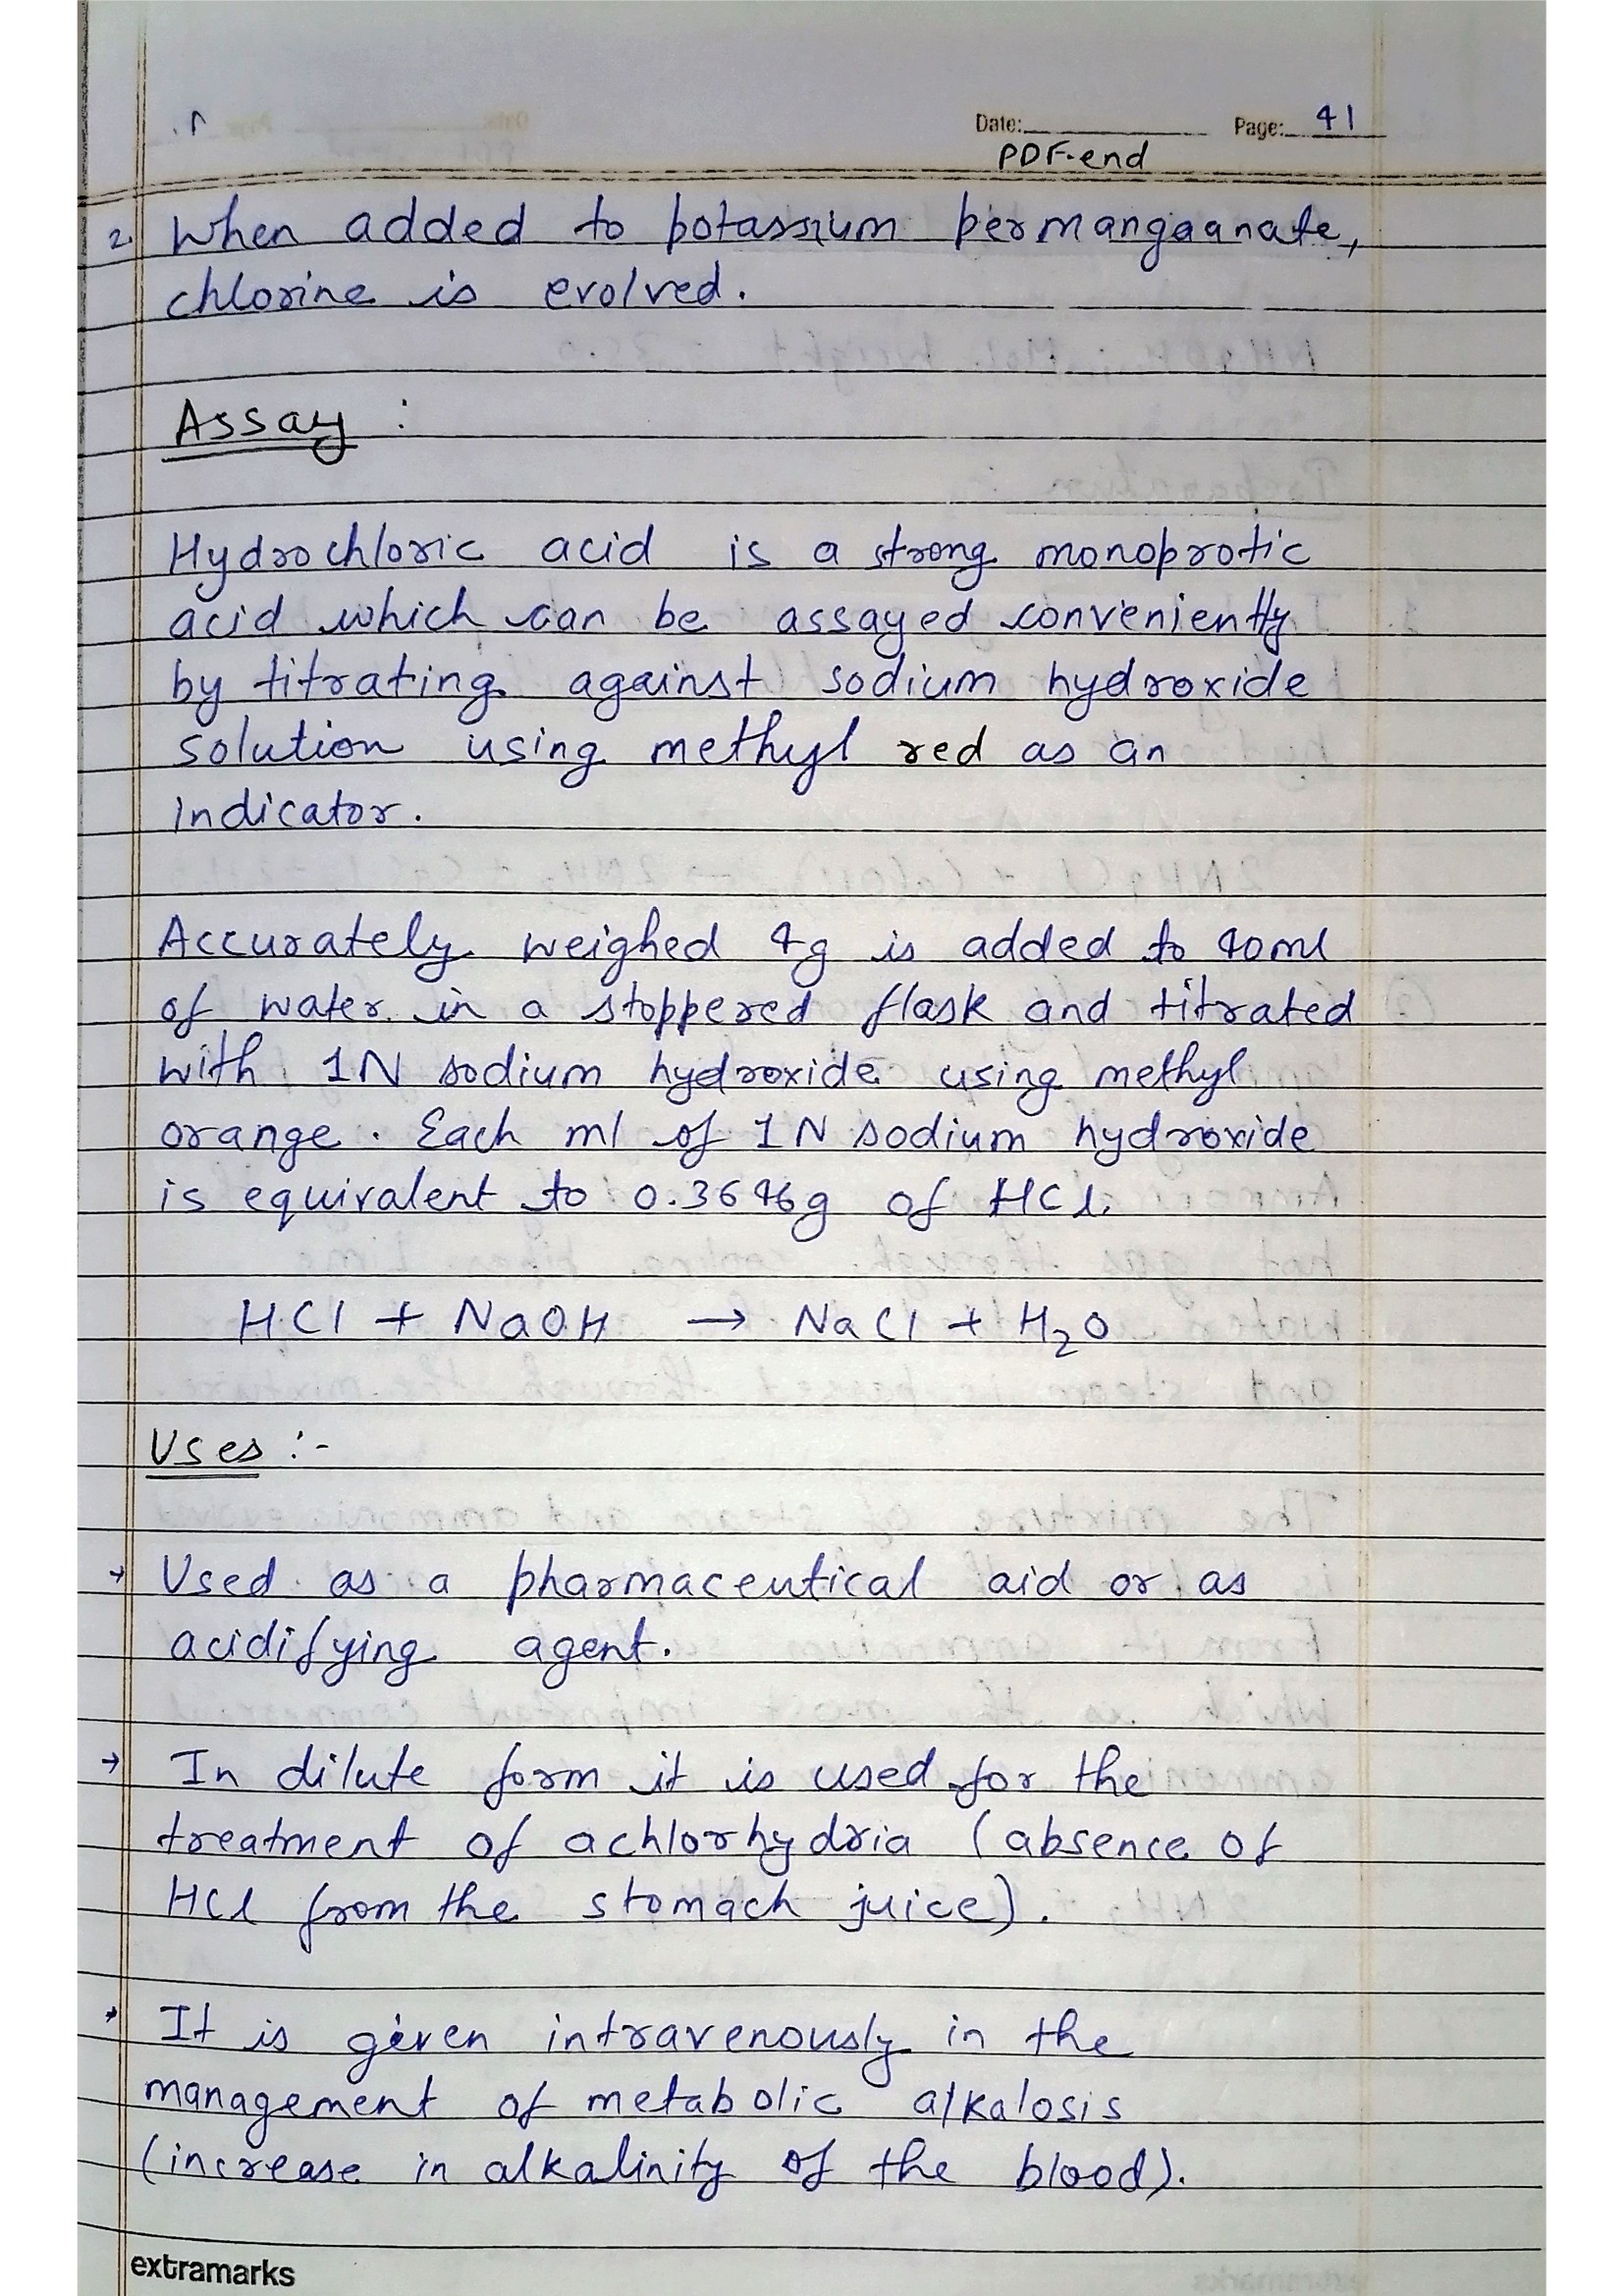 Date: Page: 41
PDF-end
2. When added to potassium permangaanate,
chlorine is evolved.
Assay :
Hydrochloric acid is a strong monoprotic
acid which can be assayed conveniently
by titrating against sodium hydroxide
solution using methyl red as an
indicator.
Accurately weighed 4g is added to 40ml
of water in a stoppered flask and titrated
with 1N sodium hydroxide using methyl
orange. Each ml of 1N sodium hydroxide
is equivalent to 0.3646g of HCl.
HCl + NaOH → NaCl + H₂O
Uses :-
→ Used as a pharmaceutical aid or as
acidifying agent.
→ In dilute form it is used for the
treatment of achlorhydria (absence of
HCl from the stomach juice).
→ It is given intravenously in the
management of metabolic alkalosis
(increase in alkalinity of the blood).
extramarks